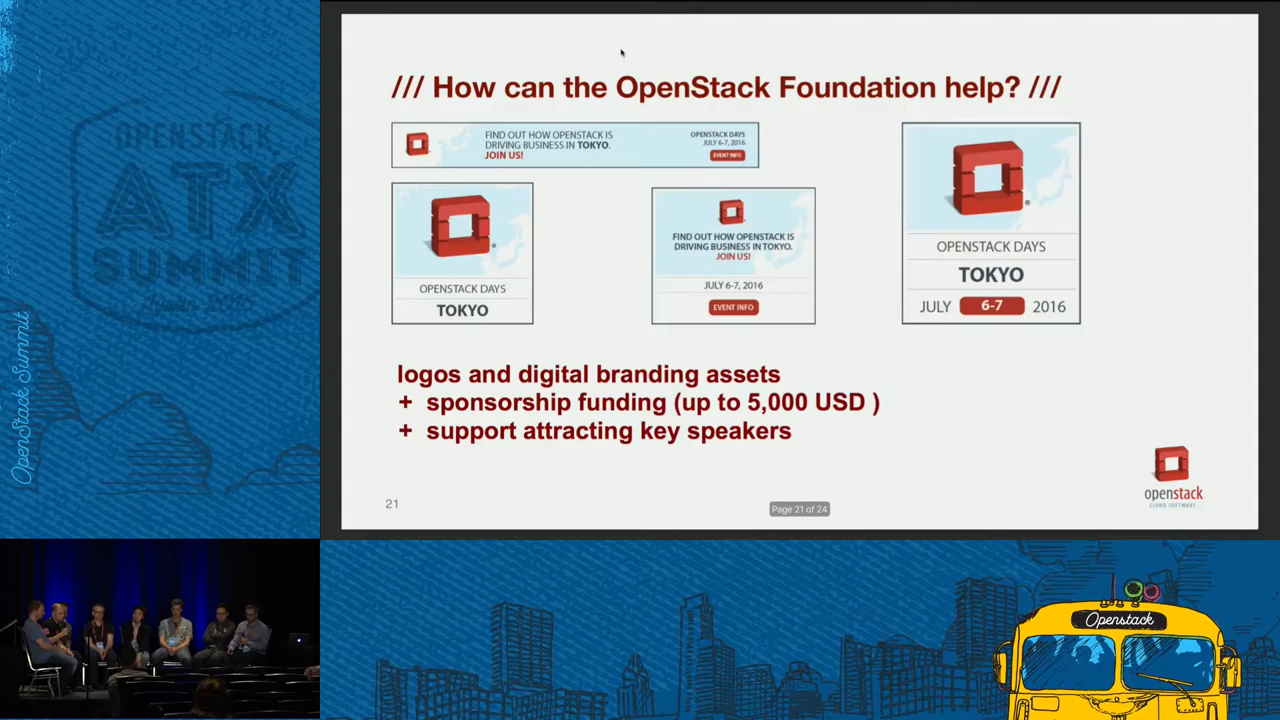 OPENSTACK
ATX
SUMMIT
Austin
OpenStack Summit
/// How can the OpenStack Foundation help? ///
FIND OUT HOW OPENSTACK IS
DRIVING BUSINESS IN TOKYO.
JOIN US!
OPENSTACK DAYS
JULY 6-7, 2016
EVENT INFO
OPENSTACK DAYS
TOKYO
FIND OUT HOW OPENSTACK IS
DRIVING BUSINESS IN TOKYO.
JOIN US!
JULY 6-7, 2016
EVENT INFO
OPENSTACK DAYS
TOKYO
JULY 6-7 2016
logos and digital branding assets
+ sponsorship funding (up to 5,000 USD )
+ support attracting key speakers
21
Page 21 of 24
openstack
CLOUD SOFTWARE
Openstack